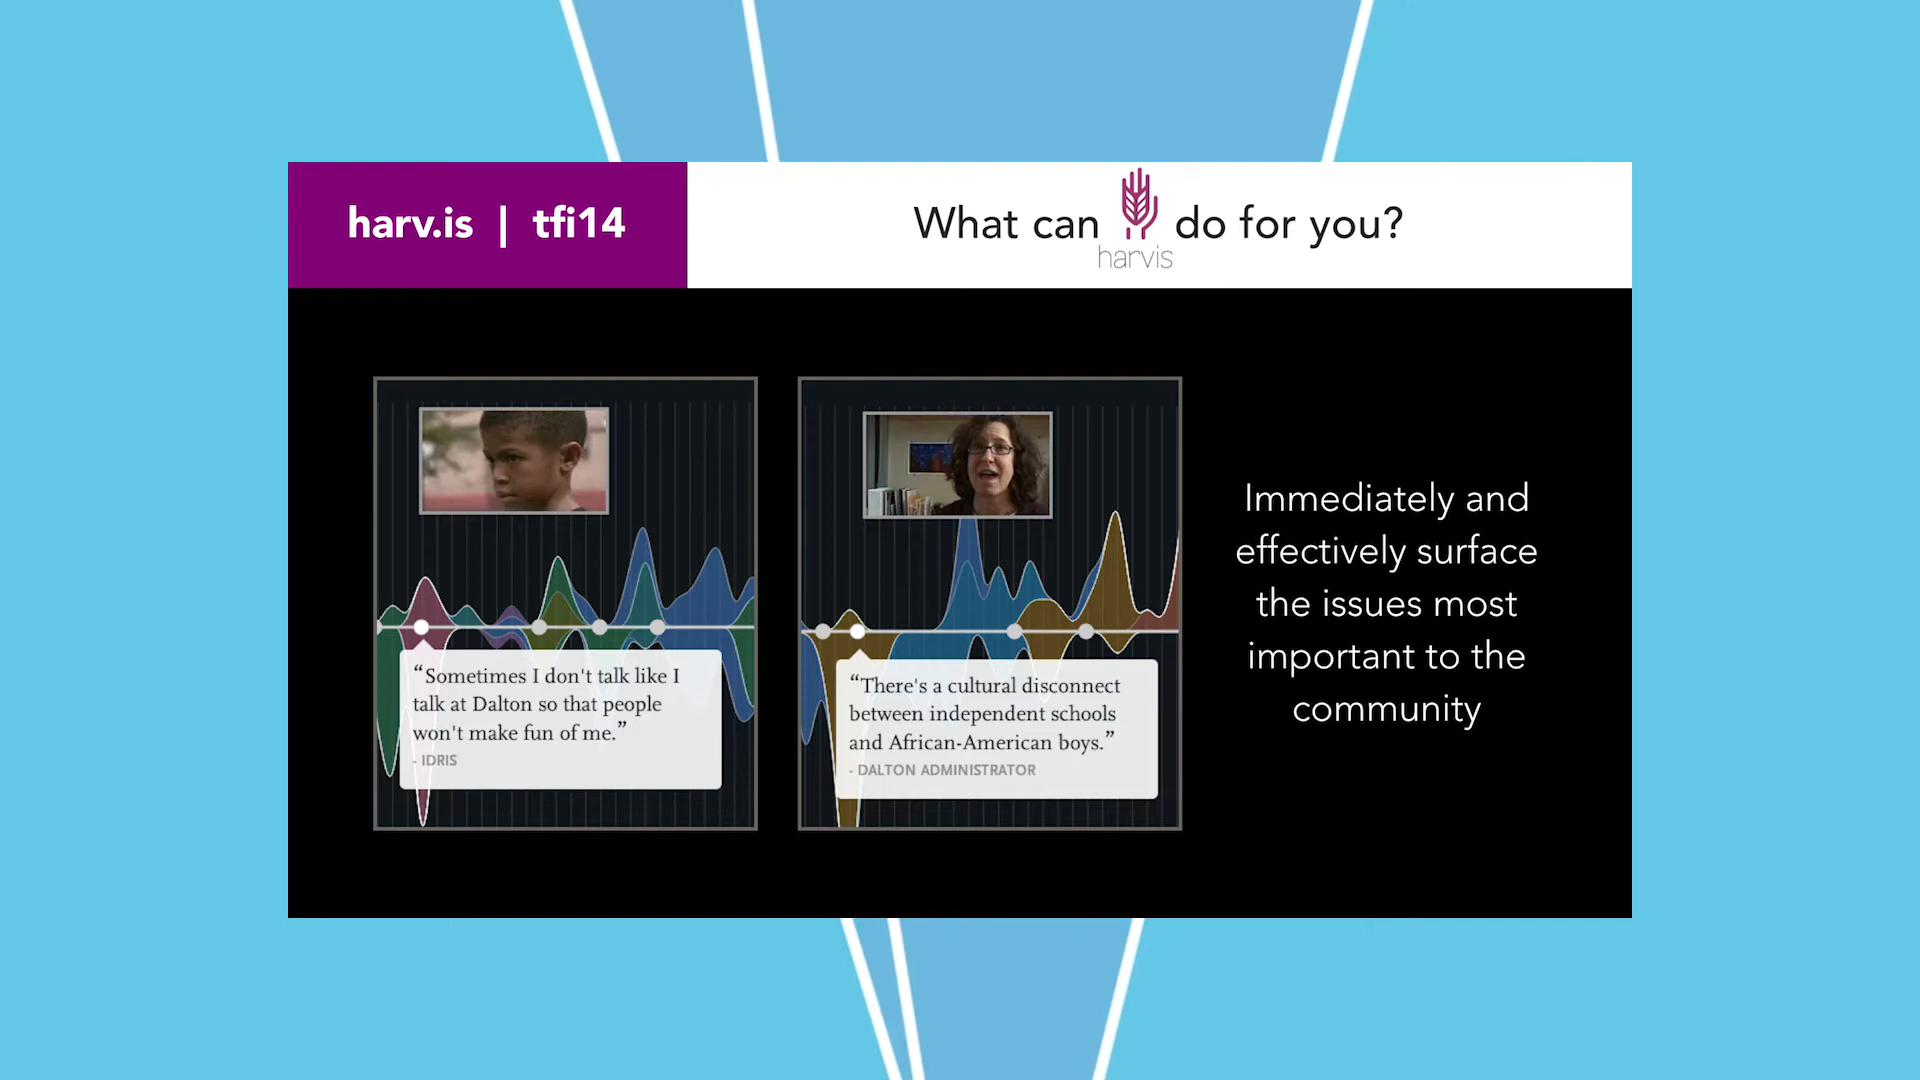 harv.is | tfi14
What can harvis do for you?
“Sometimes I don't talk like I
talk at Dalton so that people
won't make fun of me.”
- IDRIS
“There's a cultural disconnect
between independent schools
and African-American boys.”
- DALTON ADMINISTRATOR
Immediately and
effectively surface
the issues most
important to the
community